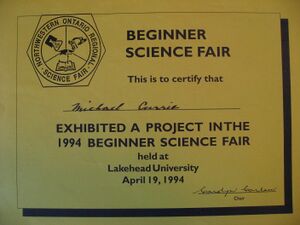 NORTHWESTERN ONTARIO REGIONAL
SCIENCE FAIR
BEGINNER
SCIENCE FAIR
This is to certify that
Michael Currie
EXHIBITED A PROJECT INTHE
1994 BEGINNER SCIENCE FAIR
held at
Lakehead University
April 19, 1994
Chair